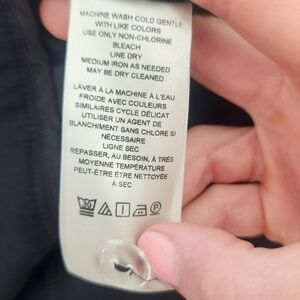 MACHINE WASH COLD GENTLE
WITH LIKE COLORS
USE ONLY NON-CHLORINE
BLEACH
LINE DRY
MEDIUM IRON AS NEEDED
MAY BE DRY CLEANED
LAVER À LA MACHINE À L'EAU
FROIDE AVEC COULEURS
SIMILAIRES CYCLE DÉLICAT
UTILISER UN AGENT DE
BLANCHIMENT SANS CHLORE SI
NÉCESSAIRE
LIGNE SEC
REPASSER, AU BESOIN, À TRÈS
MOYENNE TEMPÉRATURE
PEUT-ÊTRE ÊTRE NETTOYÉE
À SEC
30 P